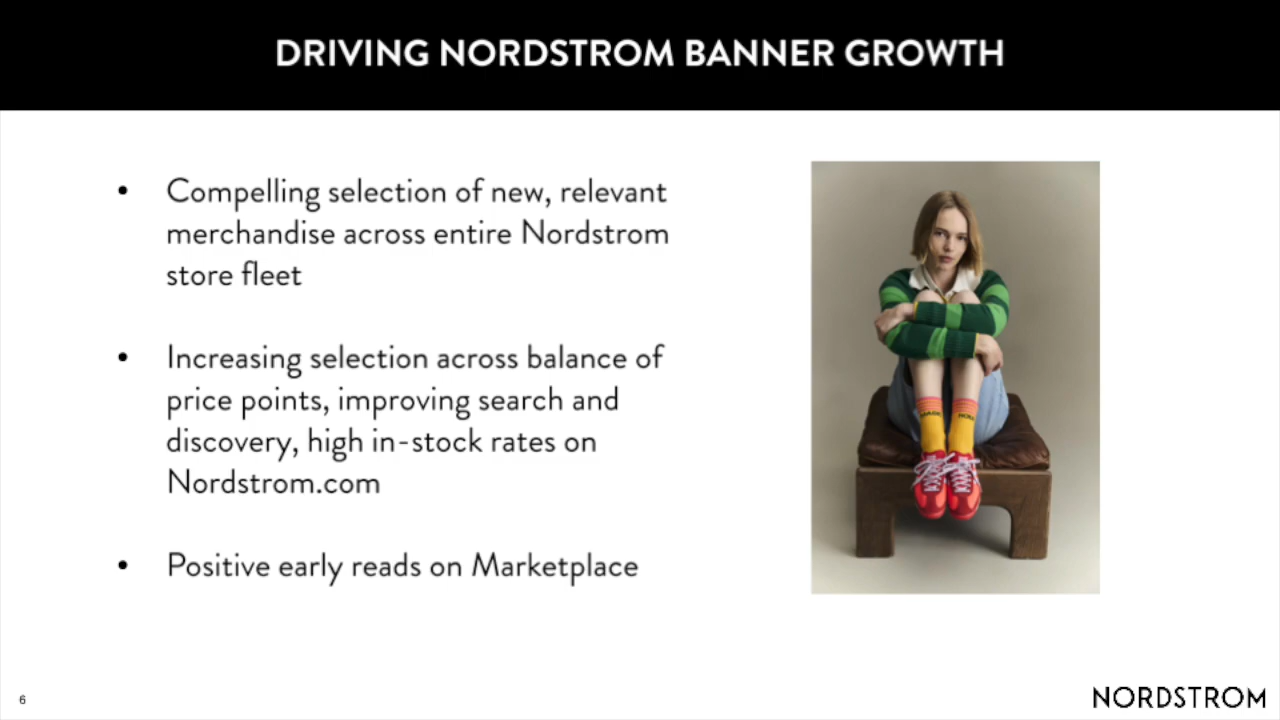 DRIVING NORDSTROM BANNER GROWTH
• Compelling selection of new, relevant
merchandise across entire Nordstrom
store fleet
• Increasing selection across balance of
price points, improving search and
discovery, high in-stock rates on
Nordstrom.com
• Positive early reads on Marketplace
6
NORDSTROM